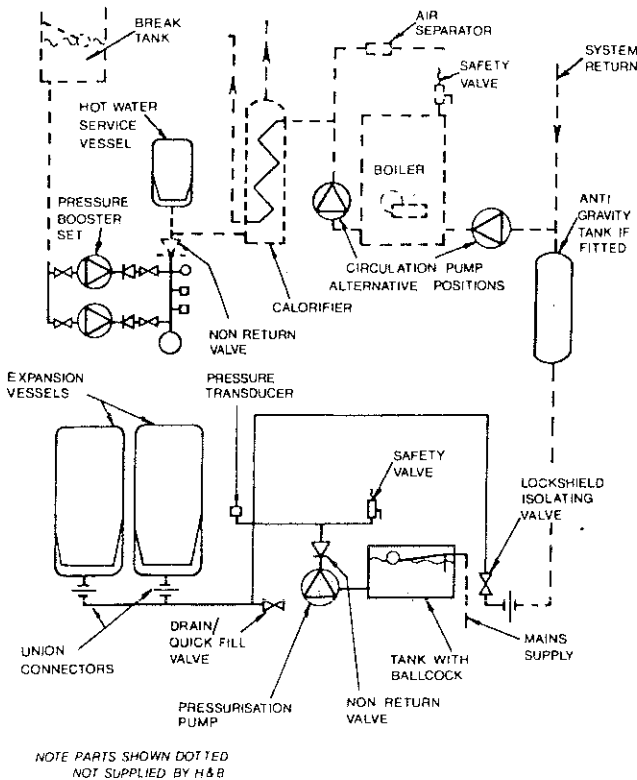 BREAK
TANK
AIR
SEPARATOR
SAFETY
VALVE
SYSTEM
RETURN
HOT WATER
SERVICE
VESSEL
BOILER
PRESSURE
BOOSTER
SET
ANTI
GRAVITY
TANK IF
FITTED
CIRCULATION PUMP
ALTERNATIVE POSITIONS
CALORIFIER
NON RETURN
VALVE
EXPANSION
VESSELS
PRESSURE
TRANSDUCER
SAFETY
VALVE
LOCKSHIELD
ISOLATING
VALVE
UNION
CONNECTORS
DRAIN/
QUICK FILL
VALVE
MAINS
SUPPLY
TANK WITH
BALLCOCK
PRESSURISATION
PUMP
NON RETURN
VALVE
NOTE PARTS SHOWN DOTTED
NOT SUPPLIED BY H&B